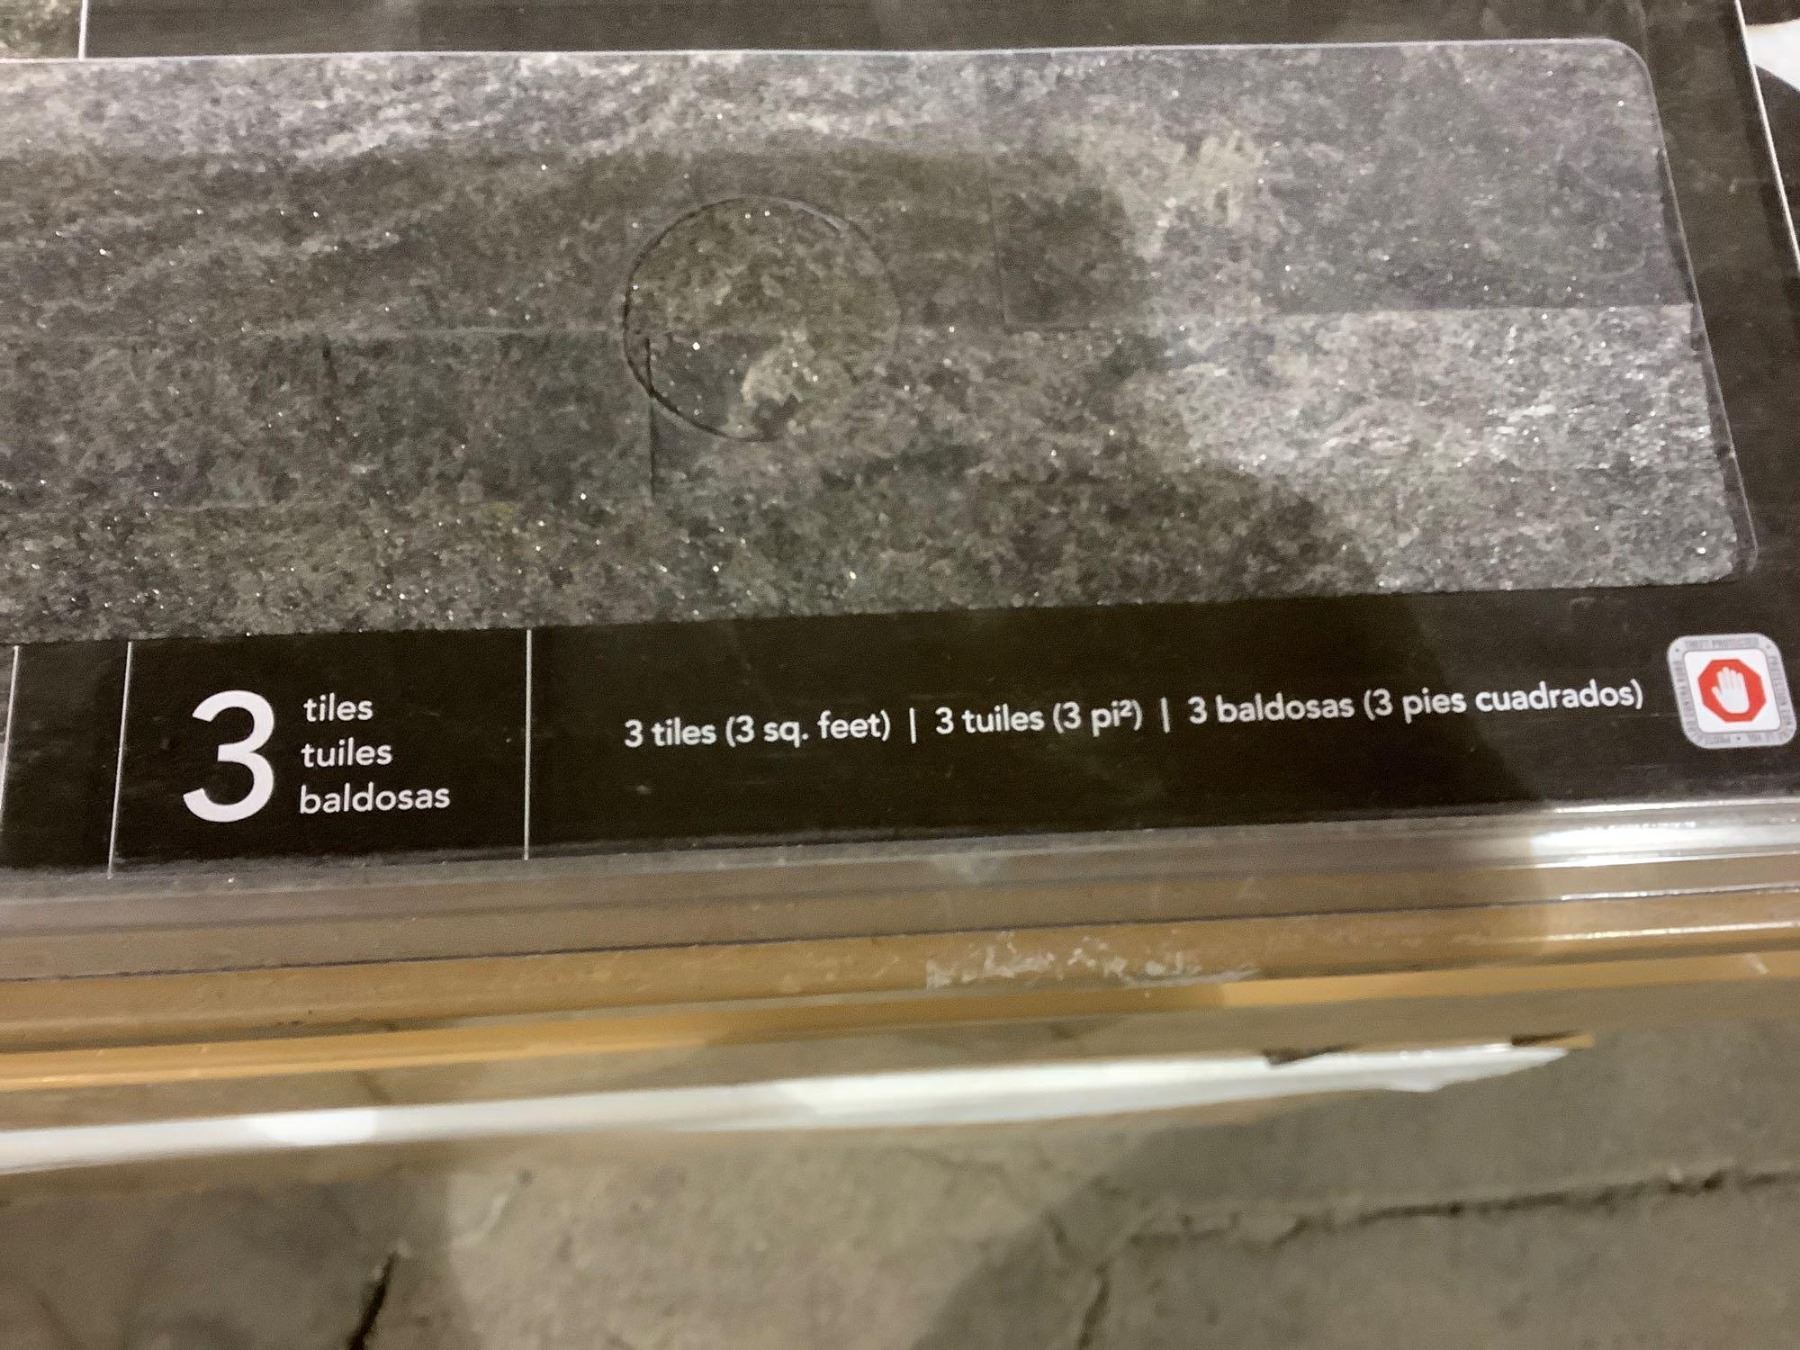 3
tiles
tuiles
baldosas
3 tiles (3 sq. feet) | 3 tuiles (3 pi²) | 3 baldosas (3 pies cuadrados)